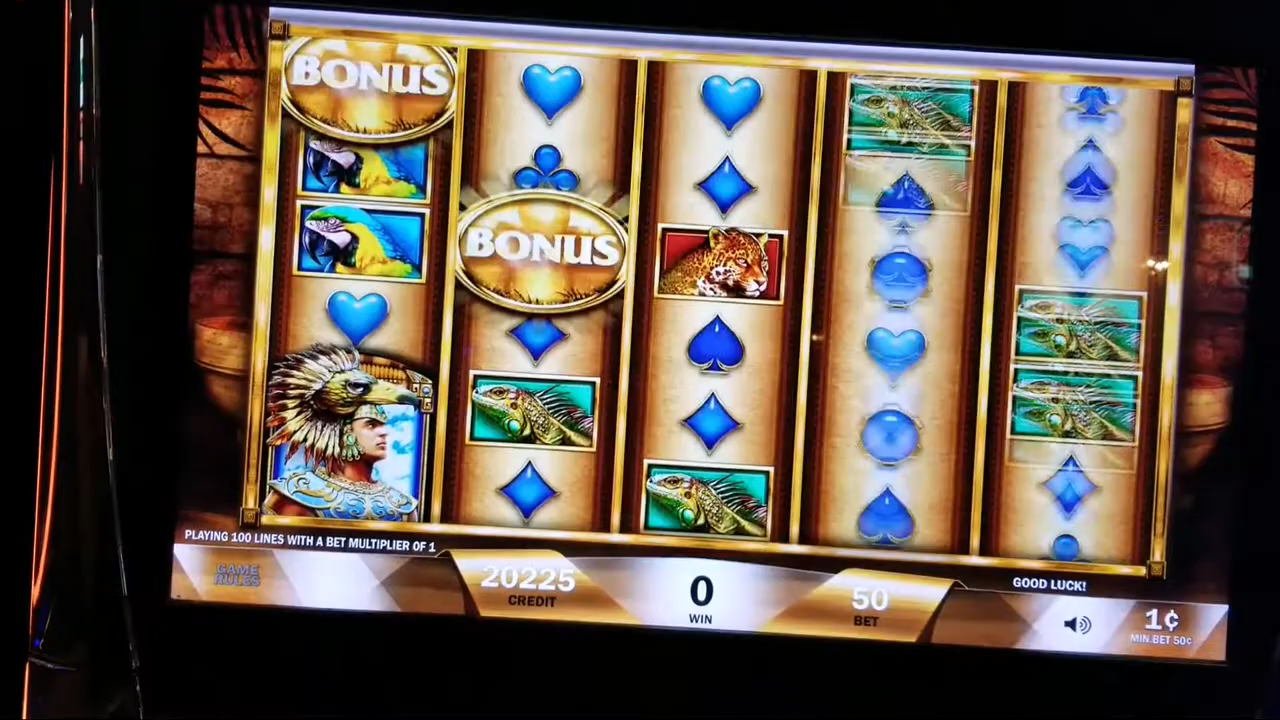 BONUS
BONUS
PLAYING 100 LINES WITH A BET MULTIPLIER OF 1
GAME RULES
20225
CREDIT
0
WIN
50
BET
GOOD LUCK!
1¢
MIN.BET 50¢